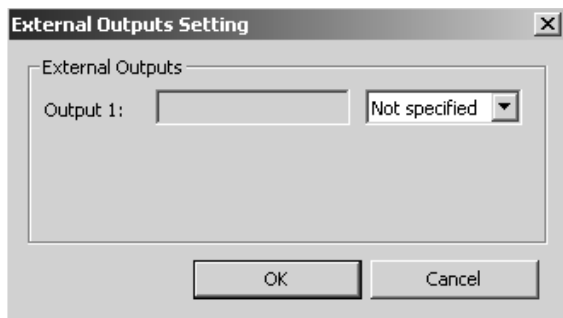 External Outputs Setting
External Outputs
Output 1: Not specified
OK Cancel